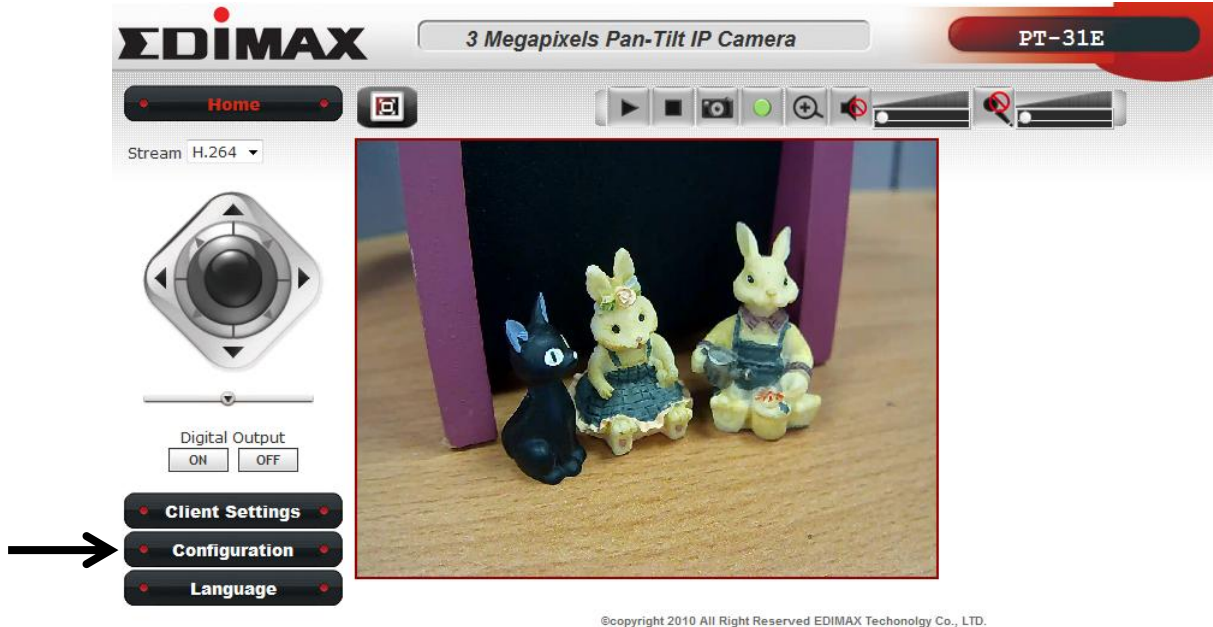 EDIMAX
3 Megapixels Pan-Tilt IP Camera
PT-31E
Home
Stream H.264
Digital Output
ON OFF
Client Settings
Configuration
Language
©copyright 2010 All Right Reserved EDIMAX Techonolgy Co., LTD.